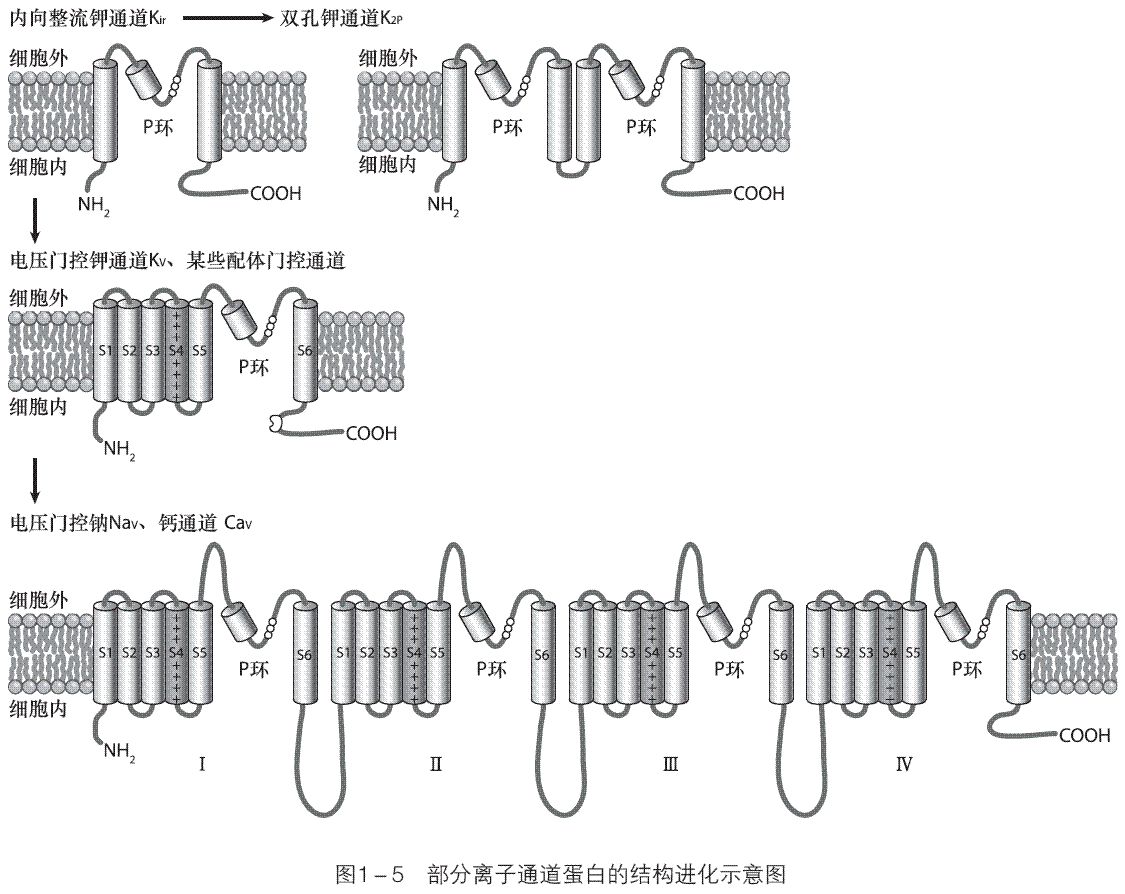 内向整流钾通道Kir
双孔钾通道K2P
细胞外
P环
细胞内
NH2
COOH
细胞外
P环
P环
细胞内
NH2
COOH
电压门控钾通道KV、某些配体门控通道
细胞外
S1 S2 S3 S4 S5 S6
+ + + + + + +
P环
细胞内
NH2
COOH
电压门控钠NaV、钙通道 CaV
细胞外
S1 S2 S3 S4 S5 S6 S1 S2 S3 S4 S5 S6 S1 S2 S3 S4 S5 S6 S1 S2 S3 S4 S5 S6
P环 P环 P环 P环
细胞内
NH2
COOH
Ⅰ Ⅱ Ⅲ Ⅳ
图1-5 部分离子通道蛋白的结构进化示意图